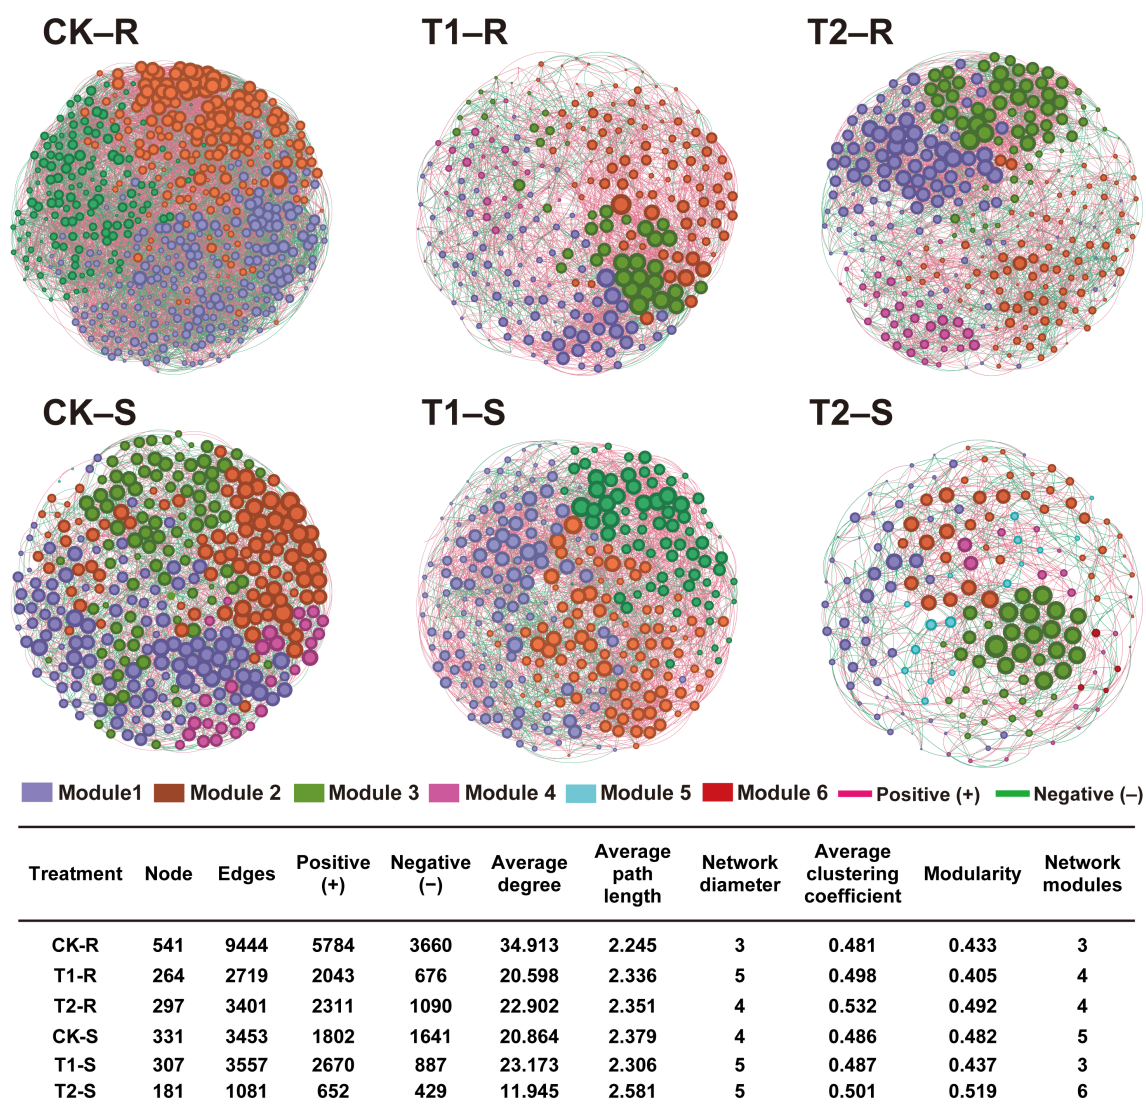 CK–R T1–R T2–R
CK–S T1–S T2–S
Module1 Module 2 Module 3 Module 4 Module 5 Module 6 Positive (+) Negative (–)
Treatment Node Edges Positive (+) Negative (–) Average degree Average path length Network diameter Average clustering coefficient Modularity Network modules
CK-R 541 9444 5784 3660 34.913 2.245 3 0.481 0.433 3
T1-R 264 2719 2043 676 20.598 2.336 5 0.498 0.405 4
T2-R 297 3401 2311 1090 22.902 2.351 4 0.532 0.492 4
CK-S 331 3453 1802 1641 20.864 2.379 4 0.486 0.482 5
T1-S 307 3557 2670 887 23.173 2.306 5 0.487 0.437 3
T2-S 181 1081 652 429 11.945 2.581 5 0.501 0.519 6